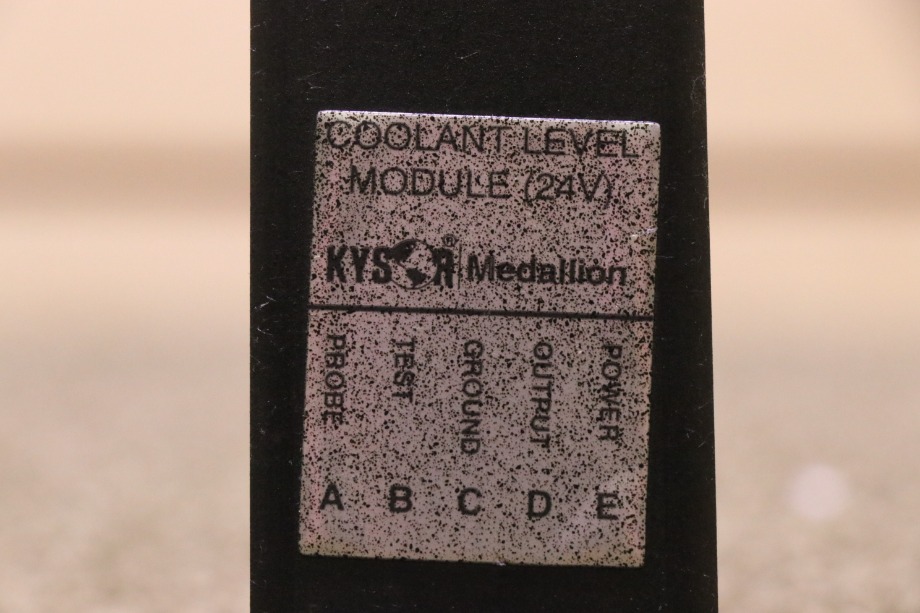 COOLANT LEVEL
MODULE (24V)
KYSOR® Medallion
PROBE TEST GROUND OUTPUT POWER
A B C D E